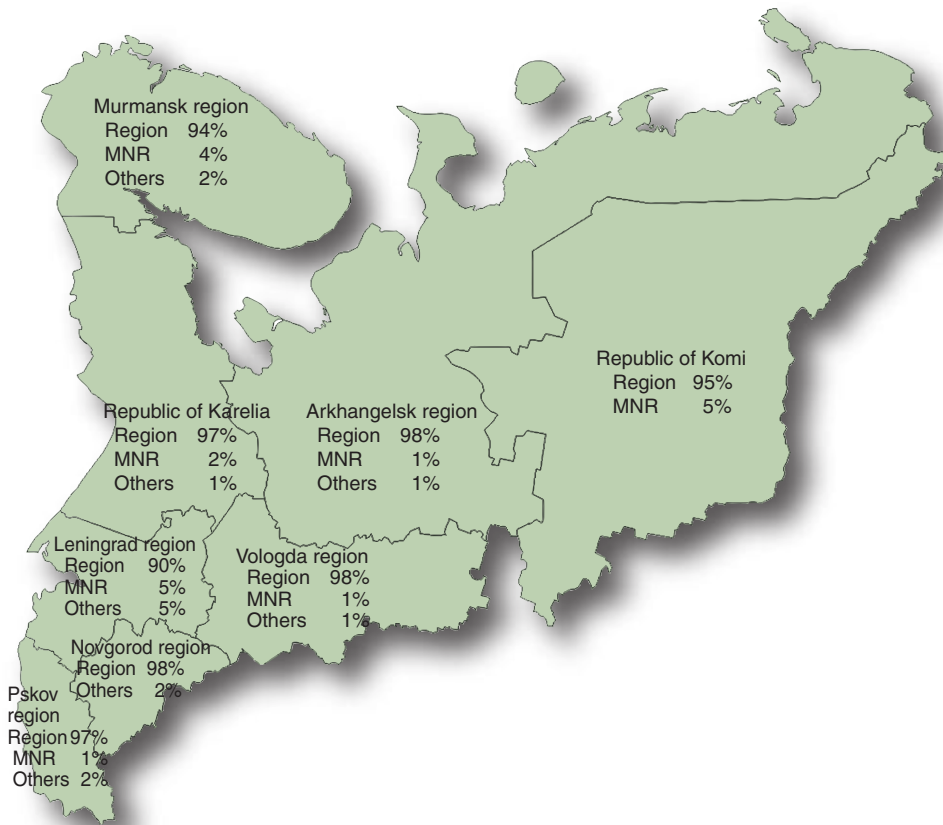 Murmansk region
Region 94%
MNR 4%
Others 2%
Republic of Komi
Region 95%
MNR 5%
Republic of Karelia
Region 97%
MNR 2%
Others 1%
Arkhangelsk region
Region 98%
MNR 1%
Others 1%
Leningrad region
Region 90%
MNR 5%
Others 5%
Vologda region
Region 98%
MNR 1%
Others 1%
Novgorod region
Region 98%
Others 2%
Pskov
region
Region 97%
MNR 1%
Others 2%